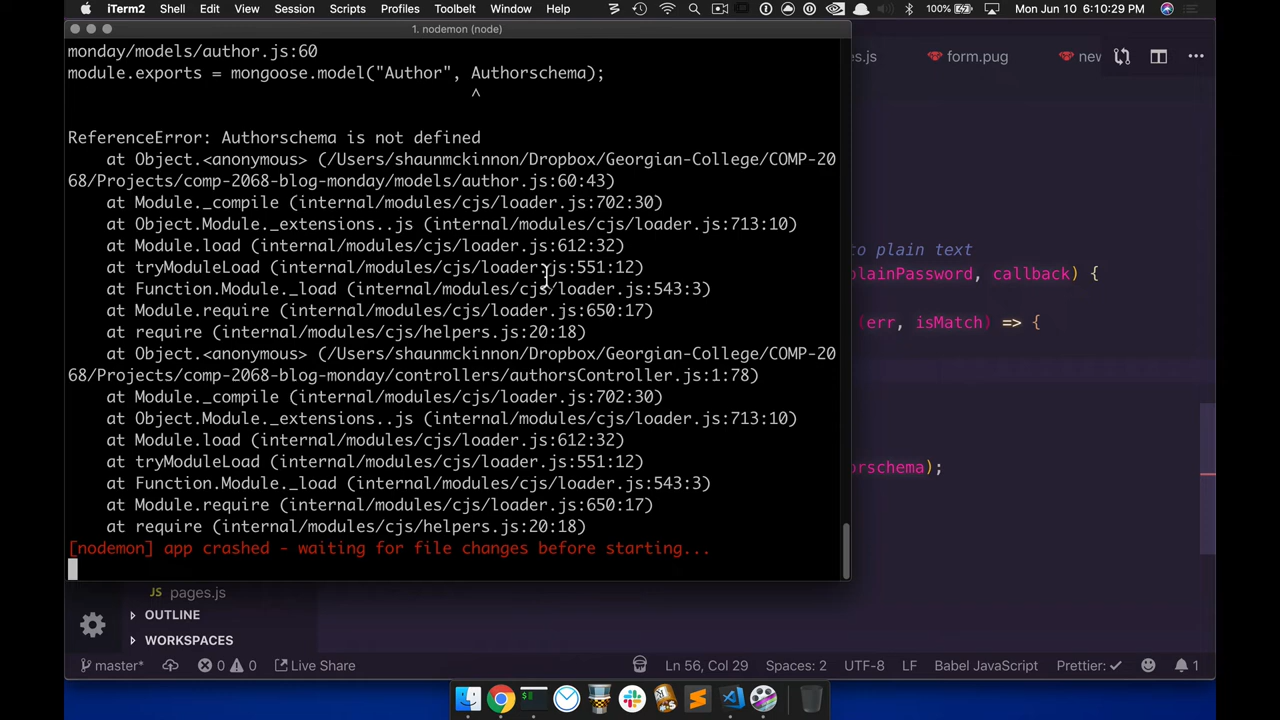 iTerm2 Shell Edit View Session Scripts Profiles Toolbelt Window Help 100% Mon Jun 10 6:10:29 PM
1. nodemon (node)
monday/models/author.js:60
module.exports = mongoose.model("Author", Authorschema);
^
ReferenceError: Authorschema is not defined
at Object.<anonymous> (/Users/shaunmckinnon/Dropbox/Georgian-College/COMP-20
68/Projects/comp-2068-blog-monday/models/author.js:60:43)
at Module._compile (internal/modules/cjs/loader.js:702:30)
at Object.Module._extensions..js (internal/modules/cjs/loader.js:713:10)
at Module.load (internal/modules/cjs/loader.js:612:32)
at tryModuleLoad (internal/modules/cjs/loader.js:551:12)
at Function.Module._load (internal/modules/cjs/loader.js:543:3)
at Module.require (internal/modules/cjs/loader.js:650:17)
at require (internal/modules/cjs/helpers.js:20:18)
at Object.<anonymous> (/Users/shaunmckinnon/Dropbox/Georgian-College/COMP-20
68/Projects/comp-2068-blog-monday/controllers/authorsController.js:1:78)
at Module._compile (internal/modules/cjs/loader.js:702:30)
at Object.Module._extensions..js (internal/modules/cjs/loader.js:713:10)
at Module.load (internal/modules/cjs/loader.js:612:32)
at tryModuleLoad (internal/modules/cjs/loader.js:551:12)
at Function.Module._load (internal/modules/cjs/loader.js:543:3)
at Module.require (internal/modules/cjs/loader.js:650:17)
at require (internal/modules/cjs/helpers.js:20:18)
[nodemon] app crashed - waiting for file changes before starting...
es.js form.pug new
to plain text
plainPassword, callback) {
(err, isMatch) => {
orschema);
JS pages.js
OUTLINE
WORKSPACES
master* 0 0 Live Share Ln 56, Col 29 Spaces: 2 UTF-8 LF Babel JavaScript Prettier: ✓ 1